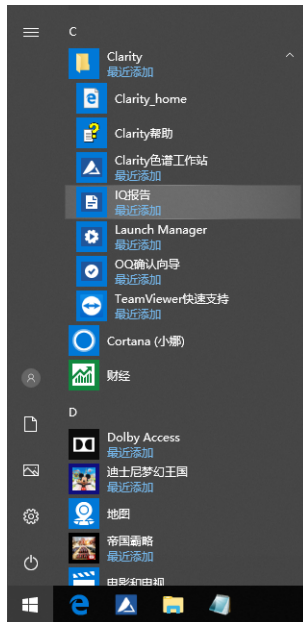 C
Clarity
最近添加
Clarity_home
Clarity帮助
Clarity色谱工作站
最近添加
IQ报告
最近添加
Launch Manager
最近添加
OQ确认向导
最近添加
TeamViewer快速支持
最近添加
Cortana (小娜)
财经
D
Dolby Access
最近添加
迪士尼梦幻王国
最近添加
地图
帝国霸略
最近添加
电影和电视